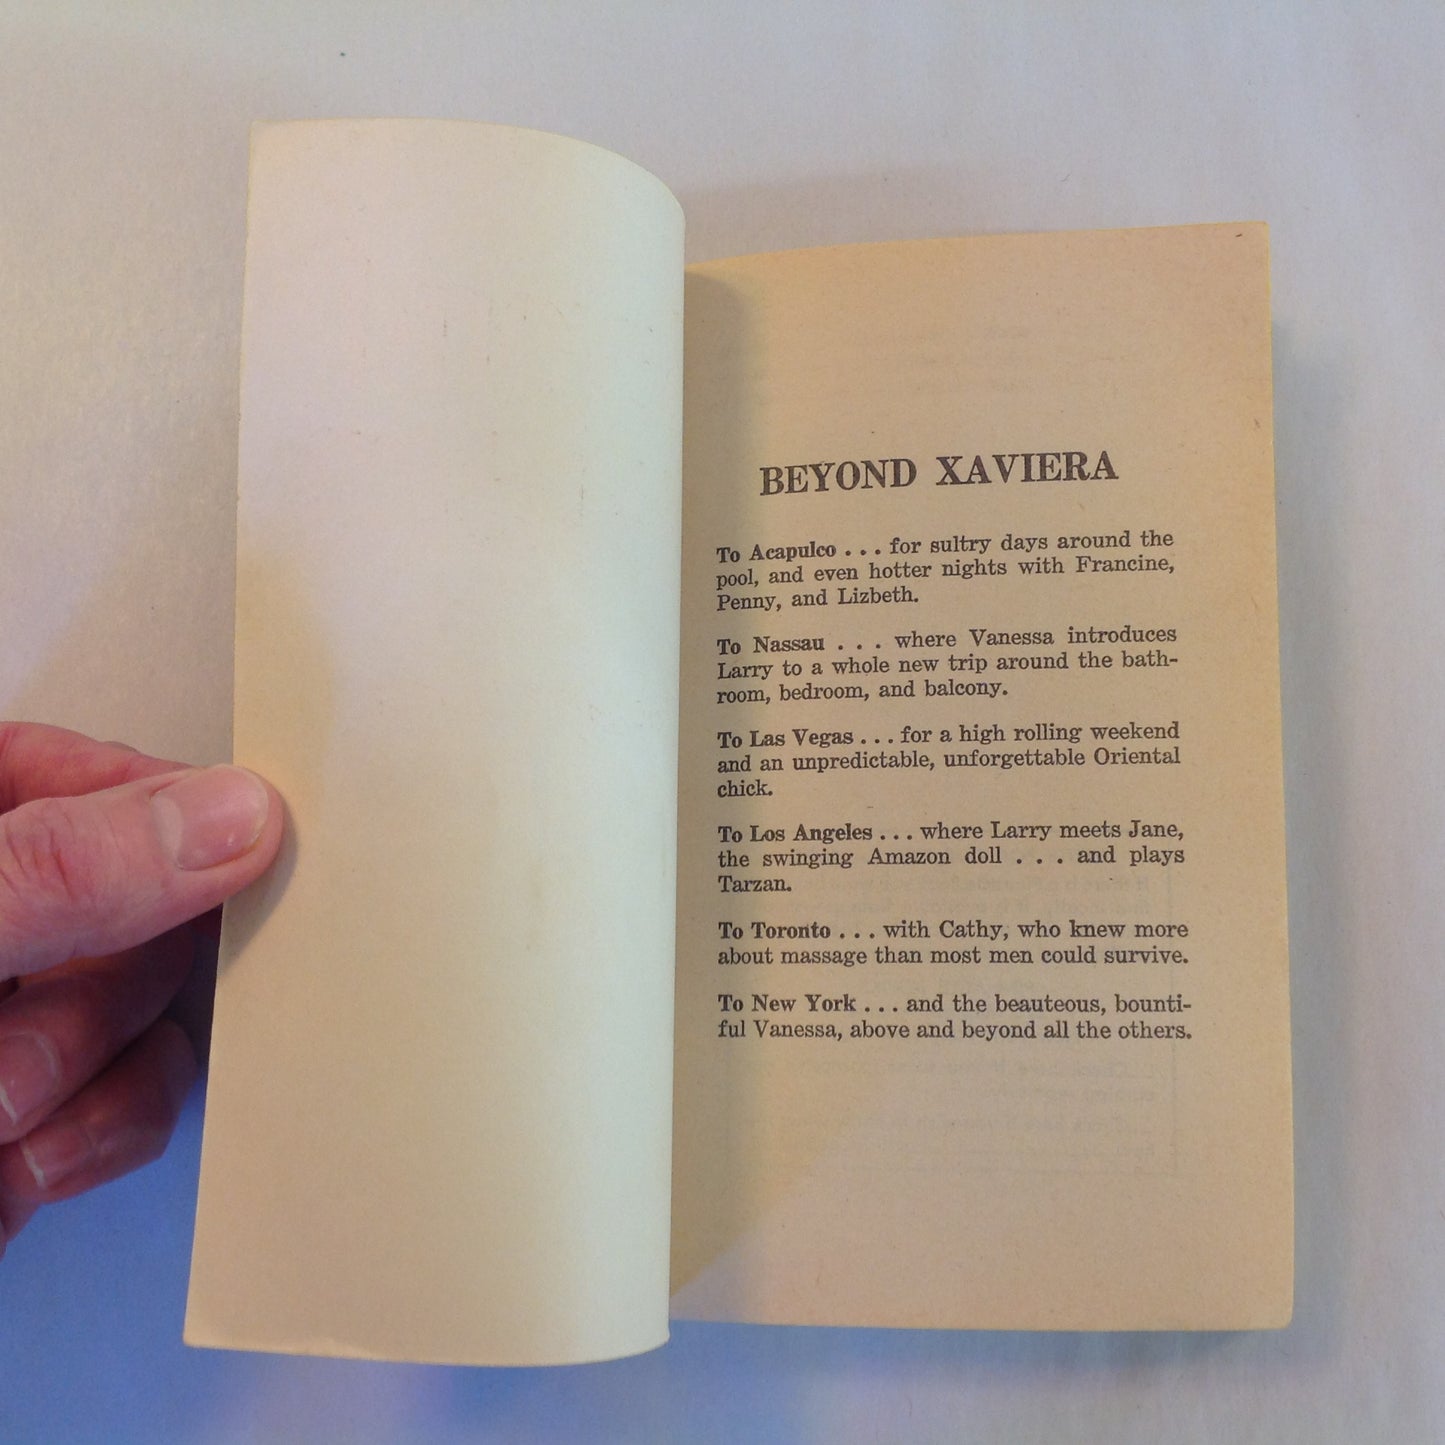 BEYOND XAVIERA
To Acapulco . . . for sultry days around the
pool, and even hotter nights with Francine,
Penny, and Lizbeth.
To Nassau . . . where Vanessa introduces
Larry to a whole new trip around the bath-
room, bedroom, and balcony.
To Las Vegas . . . for a high rolling weekend
and an unpredictable, unforgettable Oriental
chick.
To Los Angeles . . . where Larry meets Jane,
the swinging Amazon doll . . . and plays
Tarzan.
To Toronto . . . with Cathy, who knew more
about massage than most men could survive.
To New York . . . and the beauteous, bounti-
ful Vanessa, above and beyond all the others.